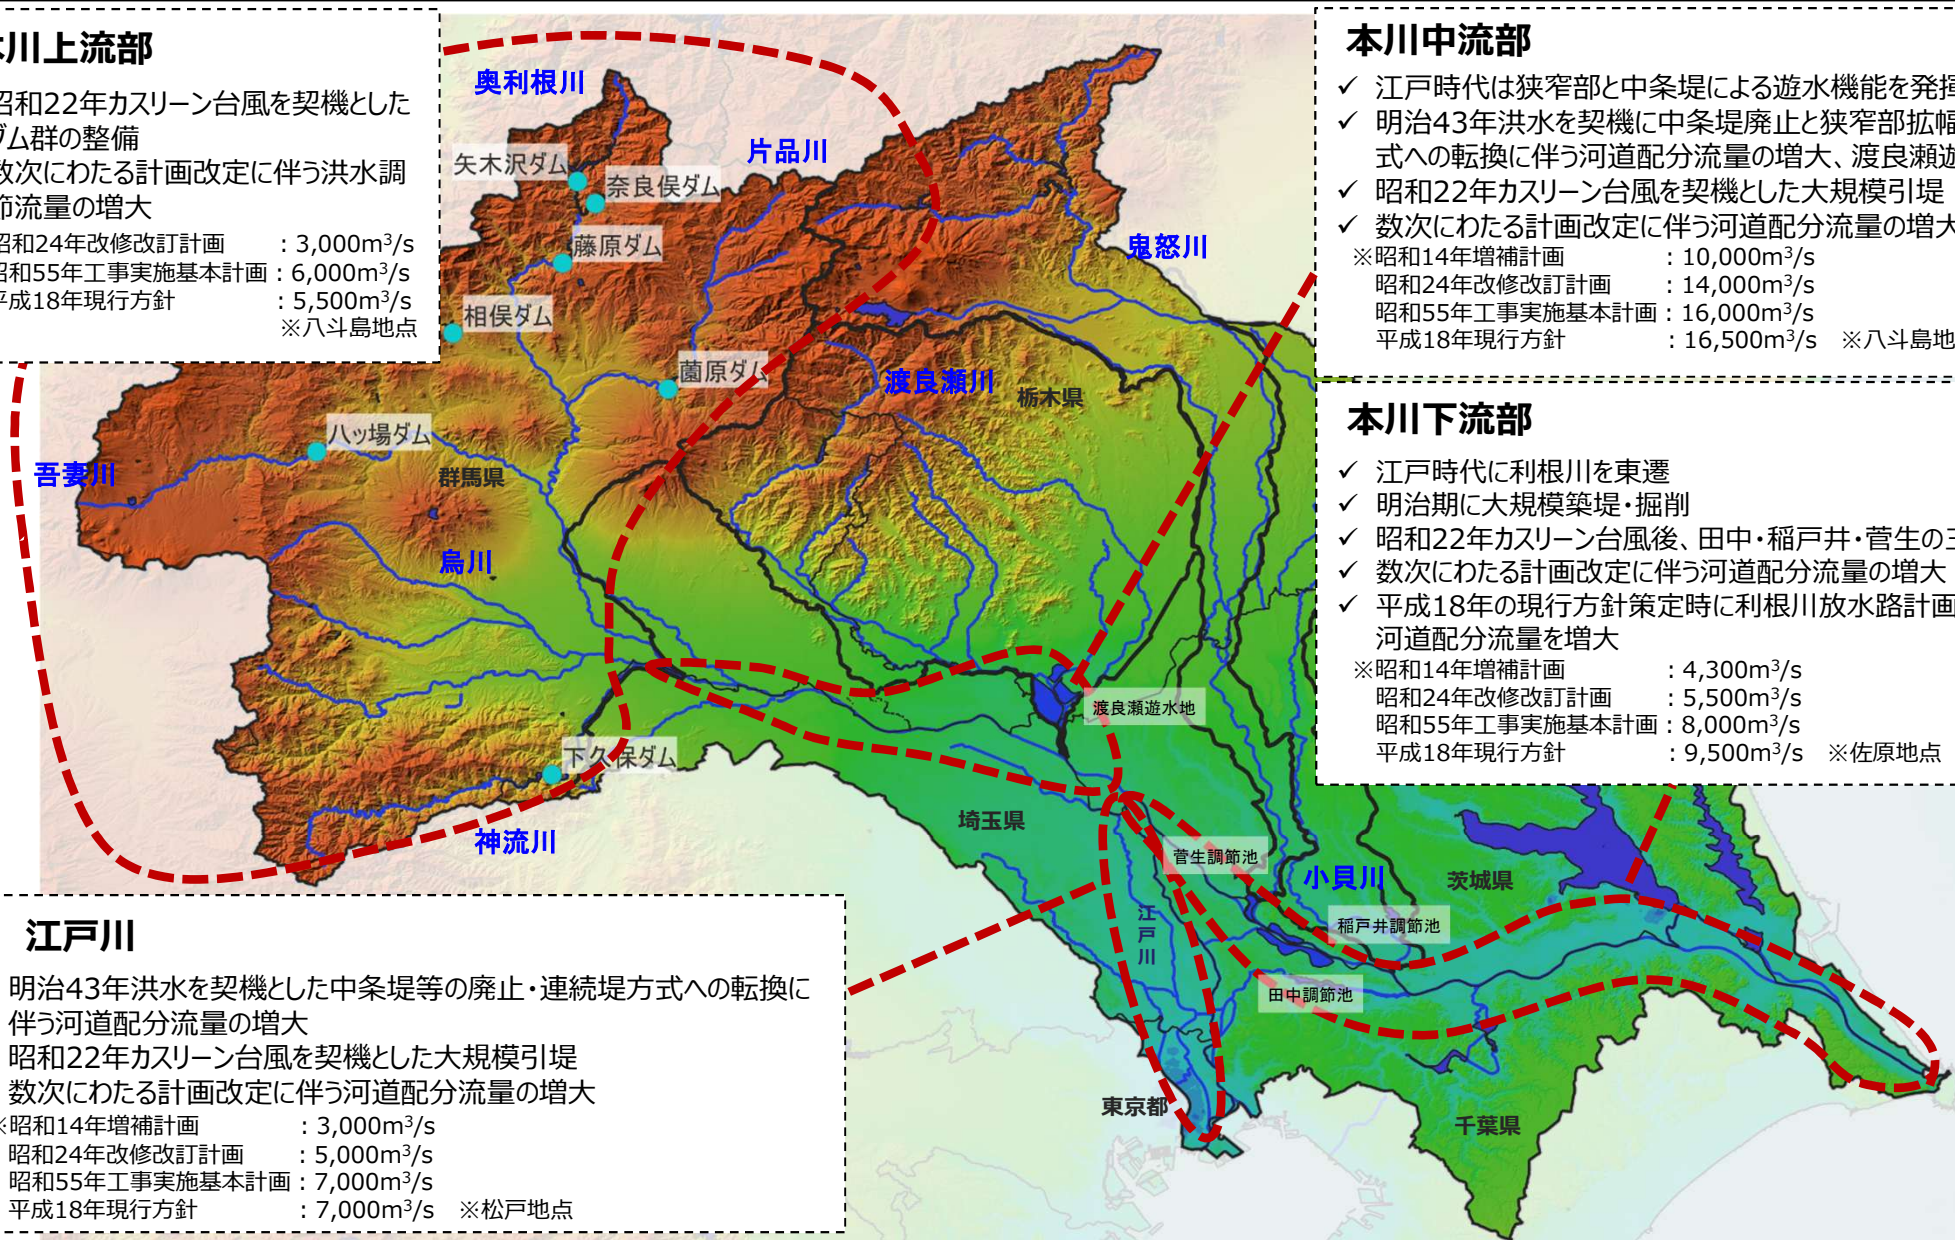 川上流部
昭和22年カスリーン台風を契機とした
ダム群の整備
数次にわたる計画改定に伴う洪水調
節流量の増大
昭和24年改修改訂計画 : 3,000m³/s
昭和55年工事実施基本計画 : 6,000m³/s
平成18年現行方針 : 5,500m³/s
※八斗島地点
本川中流部
✓ 江戸時代は狭窄部と中条堤による遊水機能を発揮
✓ 明治43年洪水を契機に中条堤廃止と狭窄部拡幅
式への転換に伴う河道配分流量の増大、渡良瀬遊
✓ 昭和22年カスリーン台風を契機とした大規模引堤
✓ 数次にわたる計画改定に伴う河道配分流量の増大
※昭和14年増補計画 : 10,000m³/s
昭和24年改修改訂計画 : 14,000m³/s
昭和55年工事実施基本計画 : 16,000m³/s
平成18年現行方針 : 16,500m³/s ※八斗島地
本川下流部
✓ 江戸時代に利根川を東遷
✓ 明治期に大規模築堤・掘削
✓ 昭和22年カスリーン台風後、田中・稲戸井・菅生の三
✓ 数次にわたる計画改定に伴う河道配分流量の増大
✓ 平成18年の現行方針策定時に利根川放水路計画
河道配分流量を増大
※昭和14年増補計画 : 4,300m³/s
昭和24年改修改訂計画 : 5,500m³/s
昭和55年工事実施基本計画 : 8,000m³/s
平成18年現行方針 : 9,500m³/s ※佐原地点
奥利根川
片品川
矢木沢ダム
奈良俣ダム
藤原ダム
鬼怒川
相俣ダム
薗原ダム
渡良瀬川
栃木県
八ッ場ダム
吾妻川
群馬県
烏川
渡良瀬遊水地
下久保ダム
神流川
埼玉県
菅生調節池
小貝川
茨城県
稲戸井調節池
江戸川
田中調節池
東京都
千葉県
江戸川
明治43年洪水を契機とした中条堤等の廃止・連続堤方式への転換に
伴う河道配分流量の増大
昭和22年カスリーン台風を契機とした大規模引堤
数次にわたる計画改定に伴う河道配分流量の増大
※昭和14年増補計画 : 3,000m³/s
昭和24年改修改訂計画 : 5,000m³/s
昭和55年工事実施基本計画 : 7,000m³/s
平成18年現行方針 : 7,000m³/s ※松戸地点